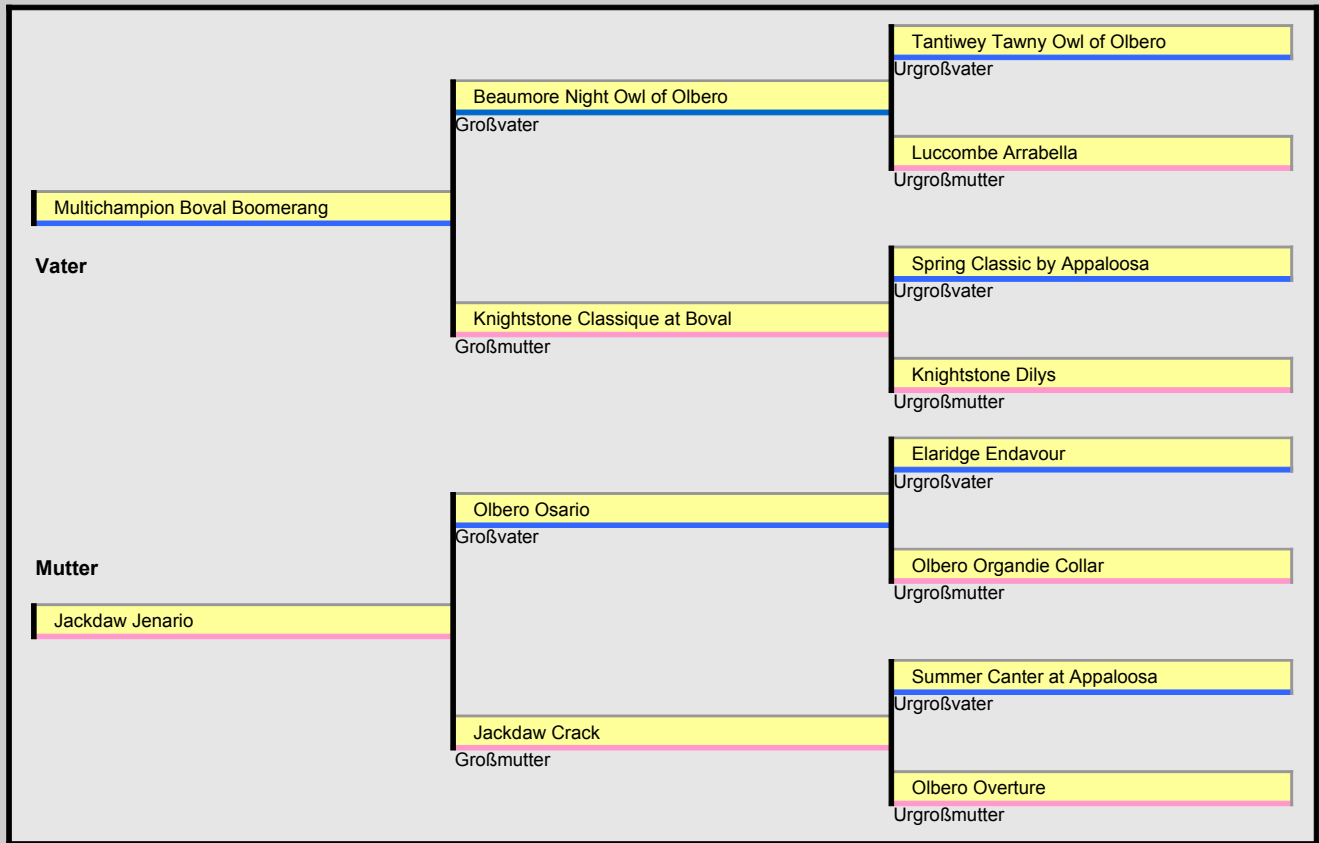 Tantiwey Tawny Owl of Olbero
Urgroßvater
Beaumore Night Owl of Olbero
Großvater
Luccombe Arrabella
Urgroßmutter
Multichampion Boval Boomerang
Vater
Spring Classic by Appaloosa
Urgroßvater
Knightstone Classique at Boval
Großmutter
Knightstone Dilys
Urgroßmutter
Elaridge Endavour
Urgroßvater
Olbero Osario
Großvater
Olbero Organdie Collar
Urgroßmutter
Mutter
Jackdaw Jenario
Summer Canter at Appaloosa
Urgroßvater
Jackdaw Crack
Großmutter
Olbero Overture
Urgroßmutter